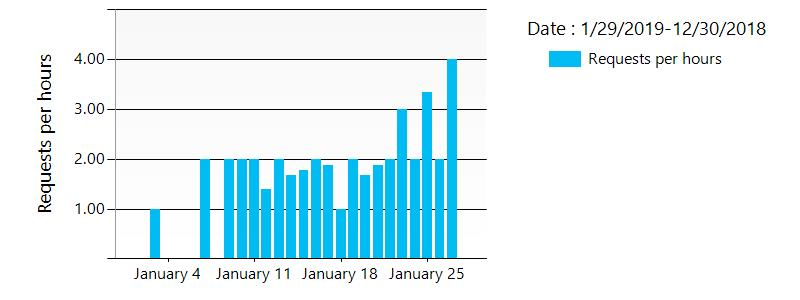 Date : 1/29/2019-12/30/2018
Requests per hours
Requests per hours
4.00
3.00
2.00
1.00
January 4 January 11 January 18 January 25